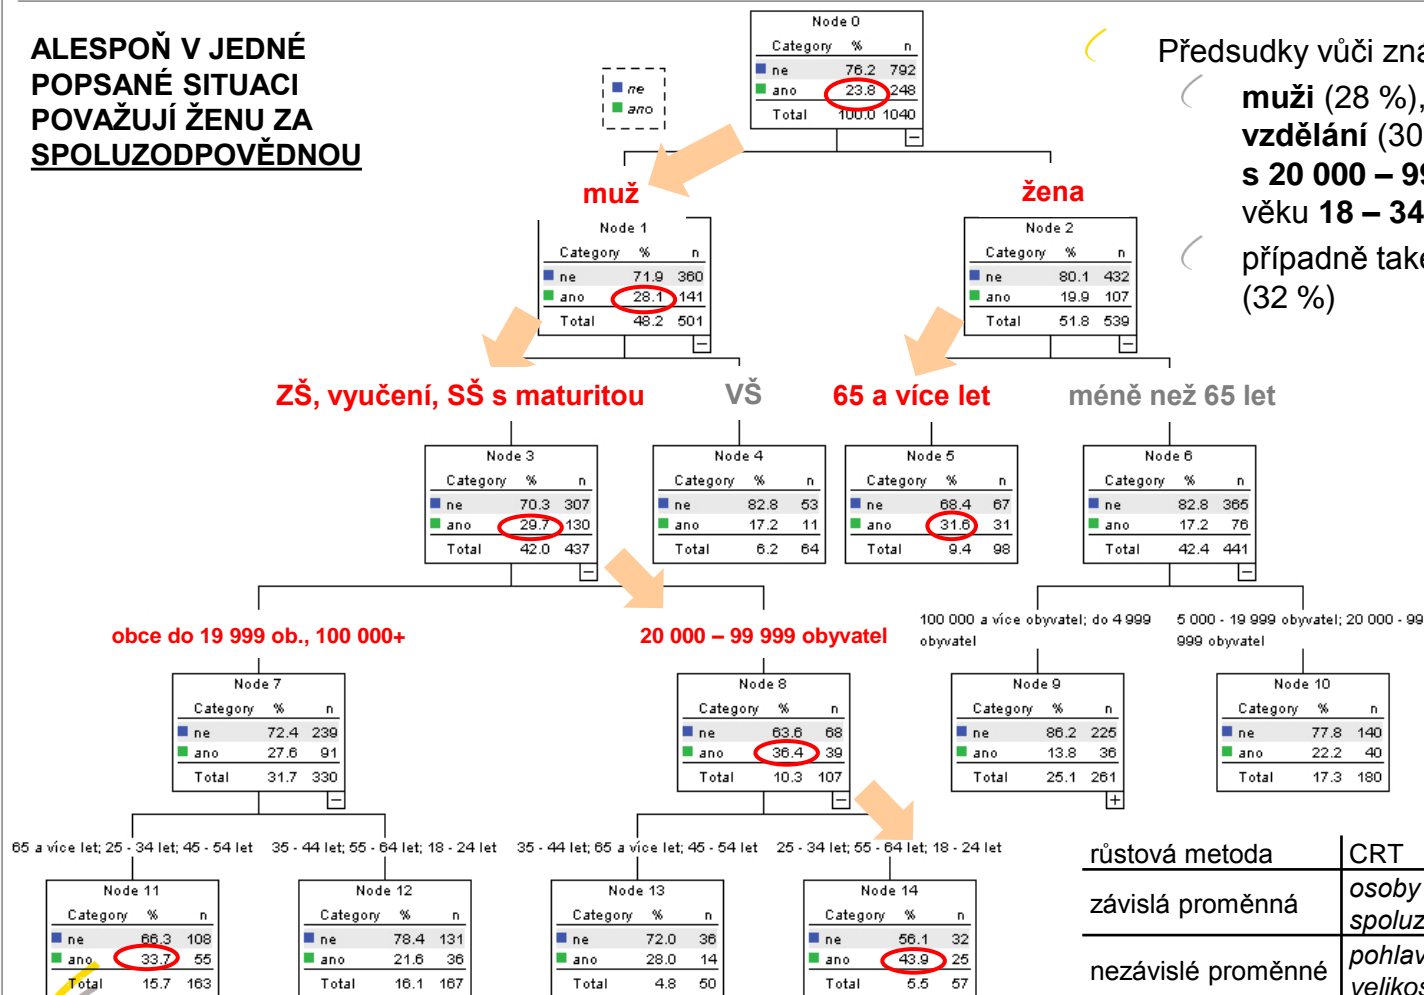 ALESPOŇ V JEDNÉ
POPSANÉ SITUACI
POVAŽUJÍ ŽENU ZA
SPOLUZODPOVĚDNOU
ne
ano
Node 0
Category % n
ne 76.2 792
ano 23.8 248
Total 100.0 1040
Předsudky vůči
muži (28 %),
vzdělání (30
s 20 000 –
věku 18 – 34
případně také
(32 %)
muž
žena
Node 1
Category % n
ne 71.9 360
ano 28.1 141
Total 48.2 501
Node 2
Category % n
ne 80.1 432
ano 19.9 107
Total 51.8 539
ZŠ, vyučení, SŠ s maturitou
VŠ
65 a více let
méně než 65 let
Node 3
Category % n
ne 70.3 307
ano 29.7 130
Total 42.0 437
Node 4
Category % n
ne 82.8 53
ano 17.2 11
Total 6.2 64
Node 5
Category % n
ne 68.4 67
ano 31.6 31
Total 9.4 98
Node 6
Category % n
ne 82.8 365
ano 17.2 76
Total 42.4 441
obce do 19 999 ob., 100 000+
20 000 – 99 999 obyvatel
100 000 a více obyvatel; do 4 999
obyvatel
5 000 - 19 999 obyvatel; 20 000 - 99
999 obyvatel
Node 7
Category % n
ne 72.4 239
ano 27.6 91
Total 31.7 330
Node 8
Category % n
ne 63.6 68
ano 36.4 39
Total 10.3 107
Node 9
Category % n
ne 86.2 225
ano 13.8 36
Total 25.1 261
Node 10
Category % n
ne 77.8 140
ano 22.2 40
Total 17.3 180
65 a více let; 25 - 34 let; 45 - 54 let
35 - 44 let; 55 - 64 let; 18 - 24 let
35 - 44 let; 65 a více let; 45 - 54 let
25 - 34 let; 55 - 64 let; 18 - 24 let
Node 11
Category % n
ne 66.3 108
ano 33.7 55
Total 15.7 163
Node 12
Category % n
ne 78.4 131
ano 21.6 36
Total 16.1 167
Node 13
Category % n
ne 72.0 36
ano 28.0 14
Total 4.8 50
Node 14
Category % n
ne 56.1 32
ano 43.9 25
Total 5.5 57
růstová metoda CRT
závislá proměnná osoby
spoluz
nezávislé proměnné pohlav
velikos